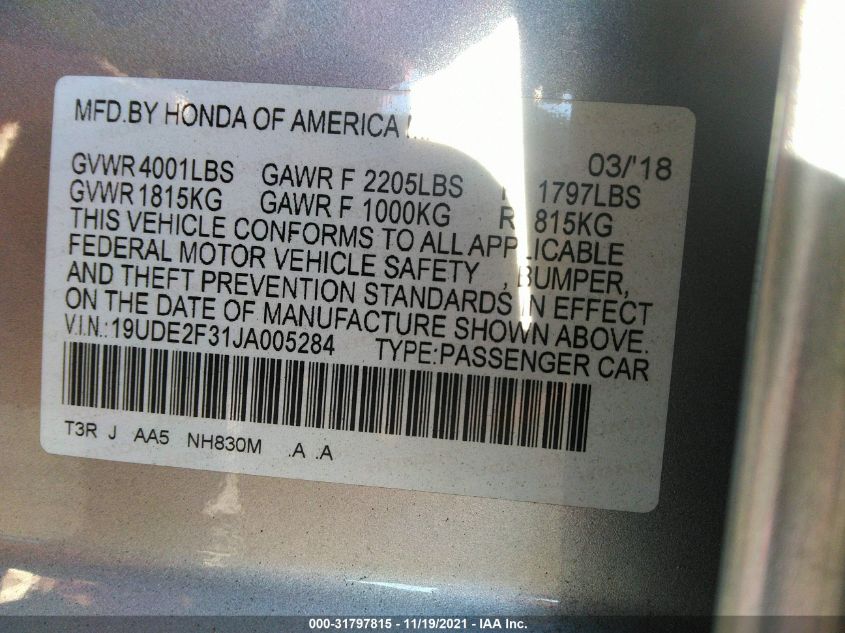 MFD.BY HONDA OF AMERICA
03/'18
GVWR 4001LBS GAWR F 2205LBS 1797LBS
GVWR 1815KG GAWR F 1000KG R 815KG
THIS VEHICLE CONFORMS TO ALL APPLICABLE
FEDERAL MOTOR VEHICLE SAFETY , BUMPER,
AND THEFT PREVENTION STANDARDS IN EFFECT
ON THE DATE OF MANUFACTURE SHOWN ABOVE.
V.I.N.:19UDE2F31JA005284 TYPE:PASSENGER CAR
T3R J AA5 NH830M .A .A
000-31797815 - 11/19/2021 - IAA Inc.